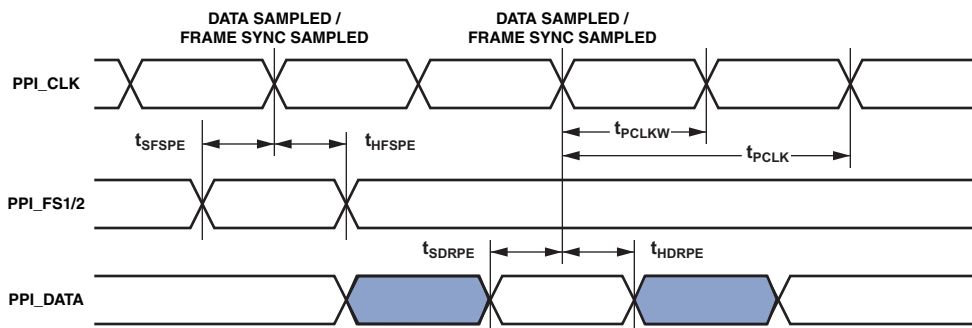 DATA SAMPLED /
FRAME SYNC SAMPLED
DATA SAMPLED /
FRAME SYNC SAMPLED
PPI_CLK
tSFSPE
tHFSPE
tPCLKW
tPCLK
PPI_FS1/2
tSDRPE
tHDRPE
PPI_DATA